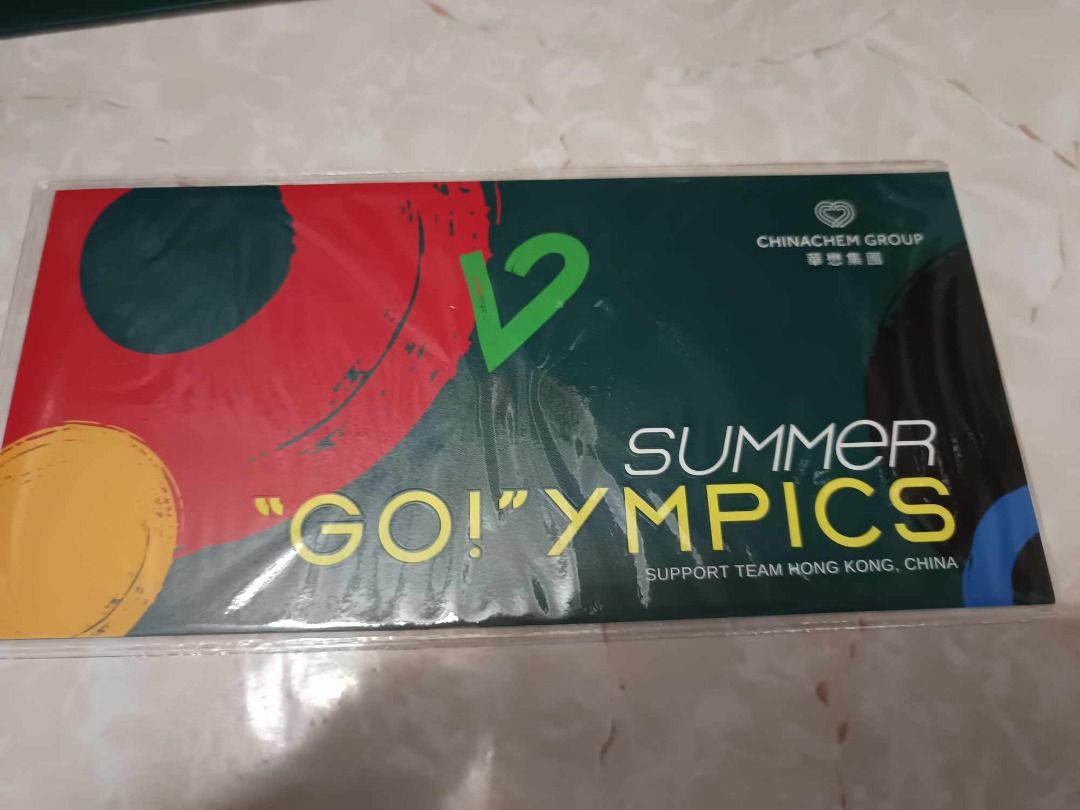 CHINACHEM GROUP
華懋集團
SUMMER
"GO!"YMPICS
SUPPORT TEAM HONG KONG, CHINA